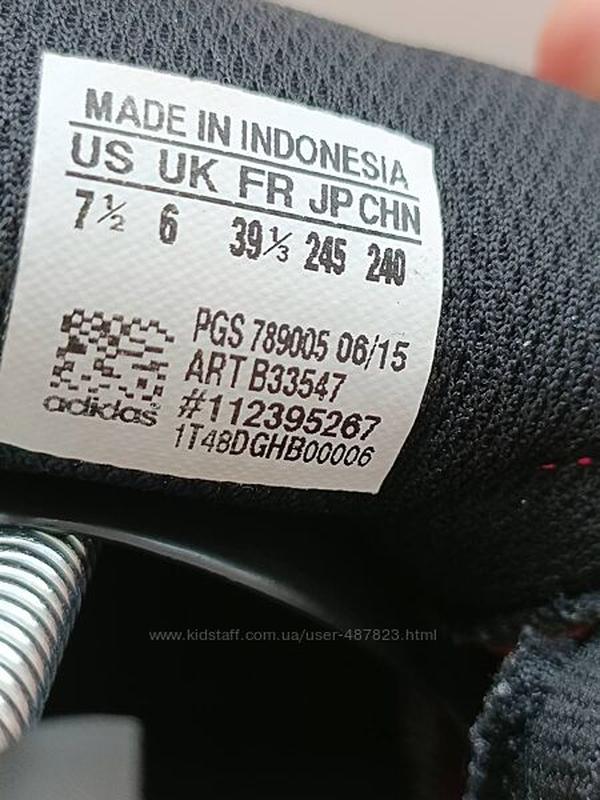 MADE IN INDONESIA
US UK FR JP CHN
7½ 6 39⅓ 245 240
PGS 789005 06/15
ART B33547
#112395267
1T48DGHB00006
adidas
www.kidstaff.com.ua/user-487823.html